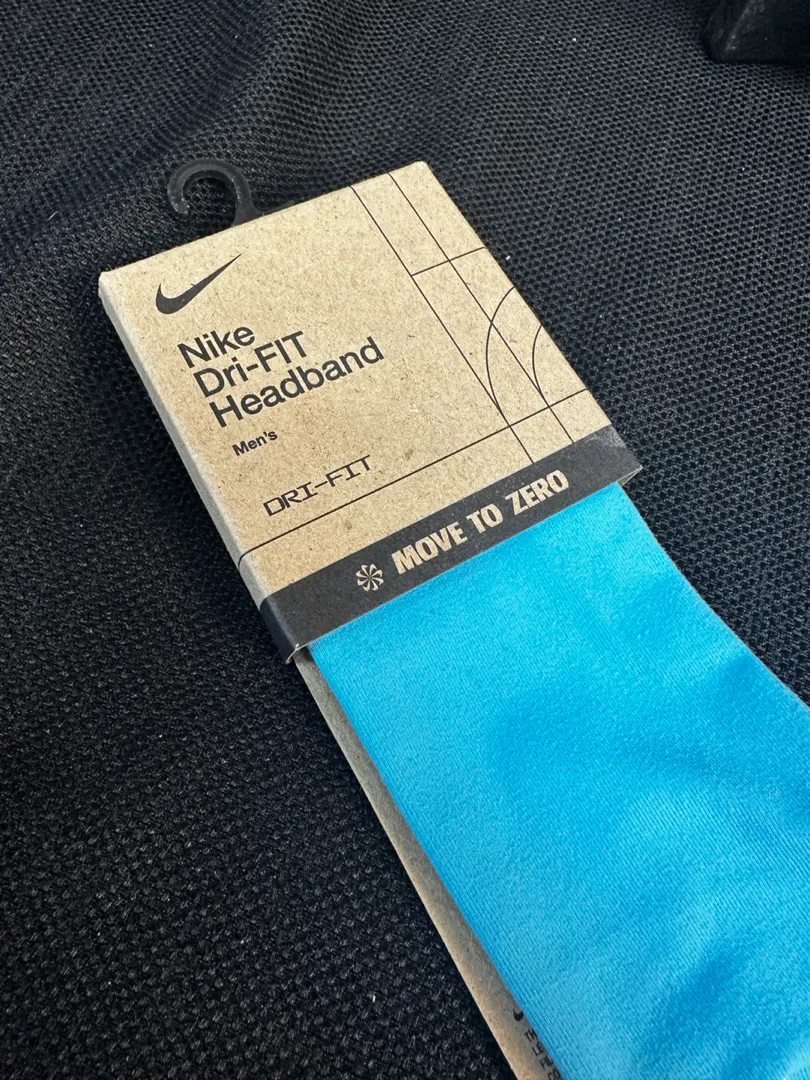 Nike
Dri-FIT
Headband
Men's
DRI-FIT
MOVE TO ZERO